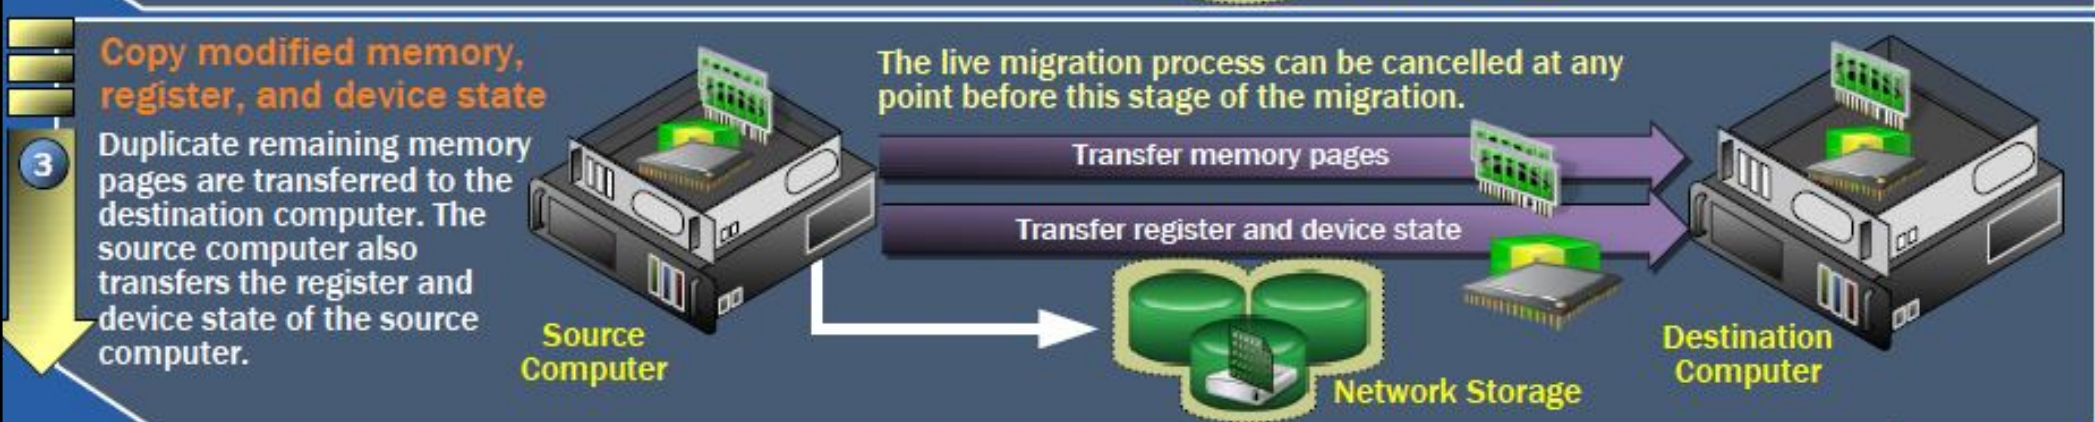 Copy modified memory,
register, and device state
3
Duplicate remaining memory
pages are transferred to the
destination computer. The
source computer also
transfers the register and
device state of the source
computer.
Source
Computer
The live migration process can be cancelled at any
point before this stage of the migration.
Transfer memory pages
Transfer register and device state
Network Storage
Destination
Computer